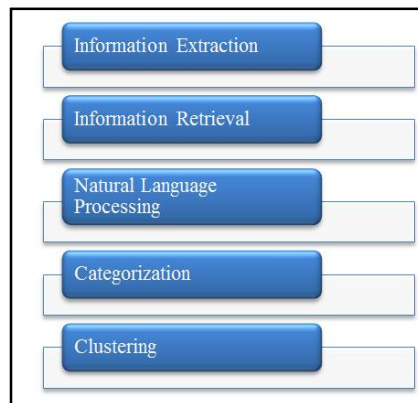 Information Extraction
Information Retrieval
Natural Language
Processing
Categorization
Clustering